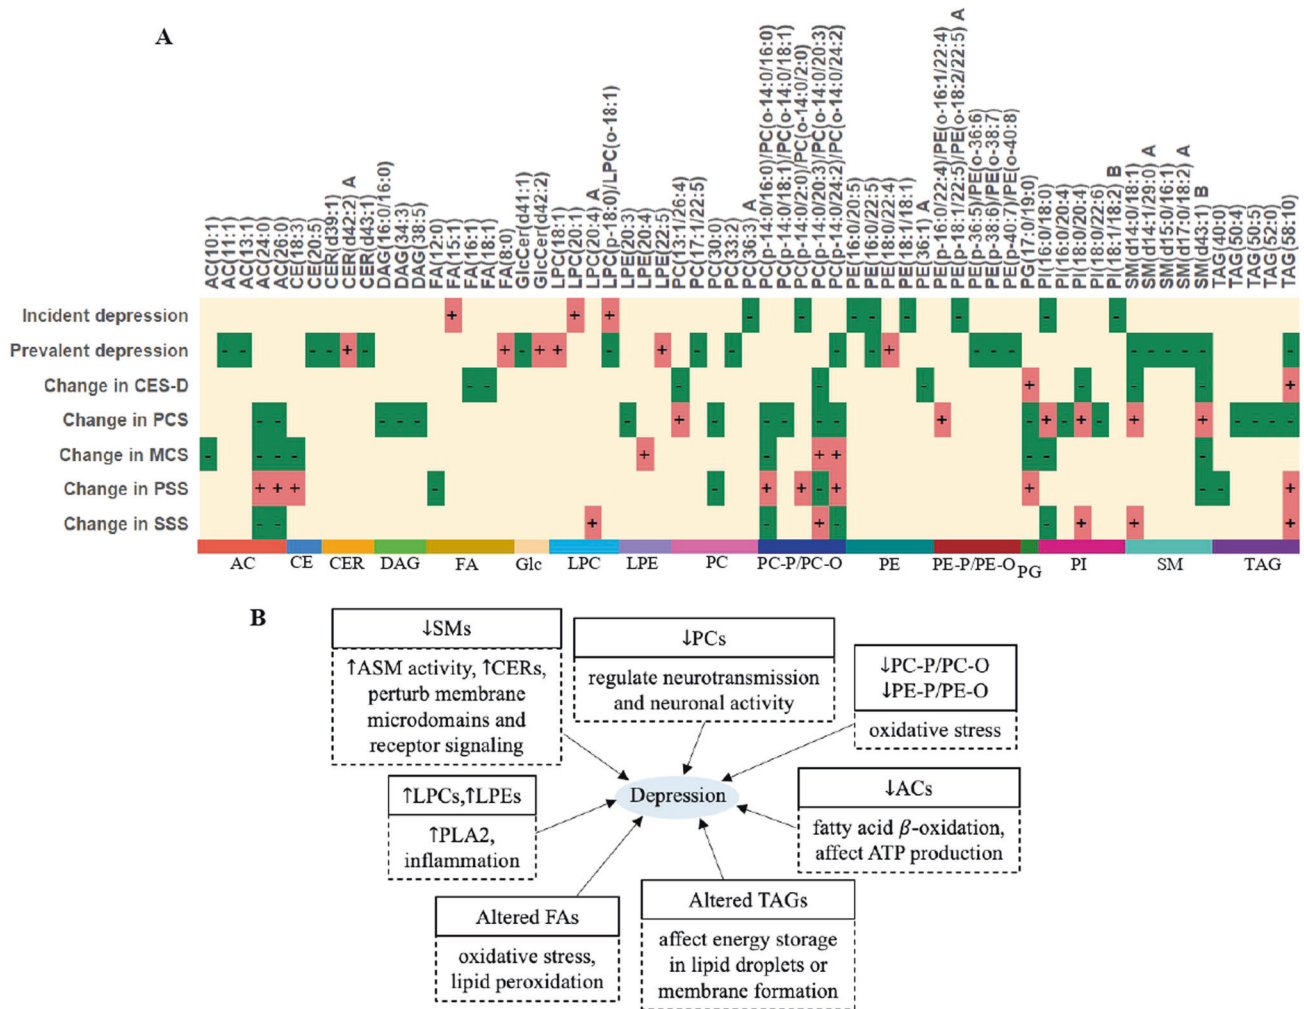 A
AC(10:1)
AC(11:1)
AC(13:1)
AC(24:0)
AC(26:0)
CE(18:3)
CE(20:5)
CER(d39:1)
CER(d42:2) A
CER(d43:1)
DAG(16:0/16:0)
DAG(34:3)
DAG(38:5)
FA(12:0)
FA(15:1)
FA(16:1)
FA(18:1)
FA(8:0)
GlcCer(d41:1)
GlcCer(d42:2)
LPC(18:1)
LPC(20:1)
LPC(20:4) A
LPC(p-18:0)/LPC(o-18:1)
LPE(20:3)
LPE(20:4)
LPE(22:5)
PC(13:1/26:4)
PC(17:1/22:5)
PC(30:0)
PC(33:2)
PC(36:3) A
PC(p-14:0/16:0)/PC(o-14:0/16:0)
PC(p-14:0/18:1)/PC(o-14:0/18:1)
PC(p-14:0/2:0)/PC(o-14:0/2:0)
PC(p-14:0/20:3)/PC(o-14:0/20:3)
PC(p-14:0/24:2)/PC(o-14:0/24:2)
PE(16:0/20:5)
PE(16:0/22:5)
PE(18:0/22:4)
PE(18:1/18:1)
PE(36:1) A
PE(p-16:0/22:4)/PE(o-16:1/22:4)
PE(p-18:1/22:5)/PE(o-18:2/22:5) A
PE(p-36:5)/PE(o-36:6)
PE(p-38:6)/PE(o-38:7)
PE(p-40:7)/PE(o-40:8)
PG(17:0/19:0)
PI(16:0/18:0)
PI(16:0/20:4)
PI(18:0/20:4)
PI(18:0/22:6)
PI(18:1/18:2) B
SM(d14:0/18:1)
SM(d14:1/29:0) A
SM(d15:0/16:1)
SM(d17:0/18:2) A
SM(d43:1) B
TAG(40:0)
TAG(50:4)
TAG(50:5)
TAG(52:0)
TAG(58:10)
Incident depression + + + - - - - - - - -
Prevalent depression - - - - + - + - + + - + - - - - + - - - - - - - - -
Change in CES-D - - - - - + - - - +
Change in PCS - - - - - - + - - - - - + - + - + - + + - - - -
Change in MCS - - - - + - + + - - -
Change in PSS + + + - - + + - + + - - +
Change in SSS - - + - + - - + + +
AC CE CER DAG FA Glc LPC LPE PC PC-P/PC-O PE PE-P/PE-O PG PI SM TAG
B
↓SMs
↑ASM activity, ↑CERs,
perturb membrane
microdomains and
receptor signaling
↓PCs
regulate neurotransmission
and neuronal activity
↓PC-P/PC-O
↓PE-P/PE-O
oxidative stress
↑LPCs,↑LPEs
↑PLA2,
inflammation
Depression
↓ACs
fatty acid β-oxidation,
affect ATP production
Altered FAs
oxidative stress,
lipid peroxidation
Altered TAGs
affect energy storage
in lipid droplets or
membrane formation